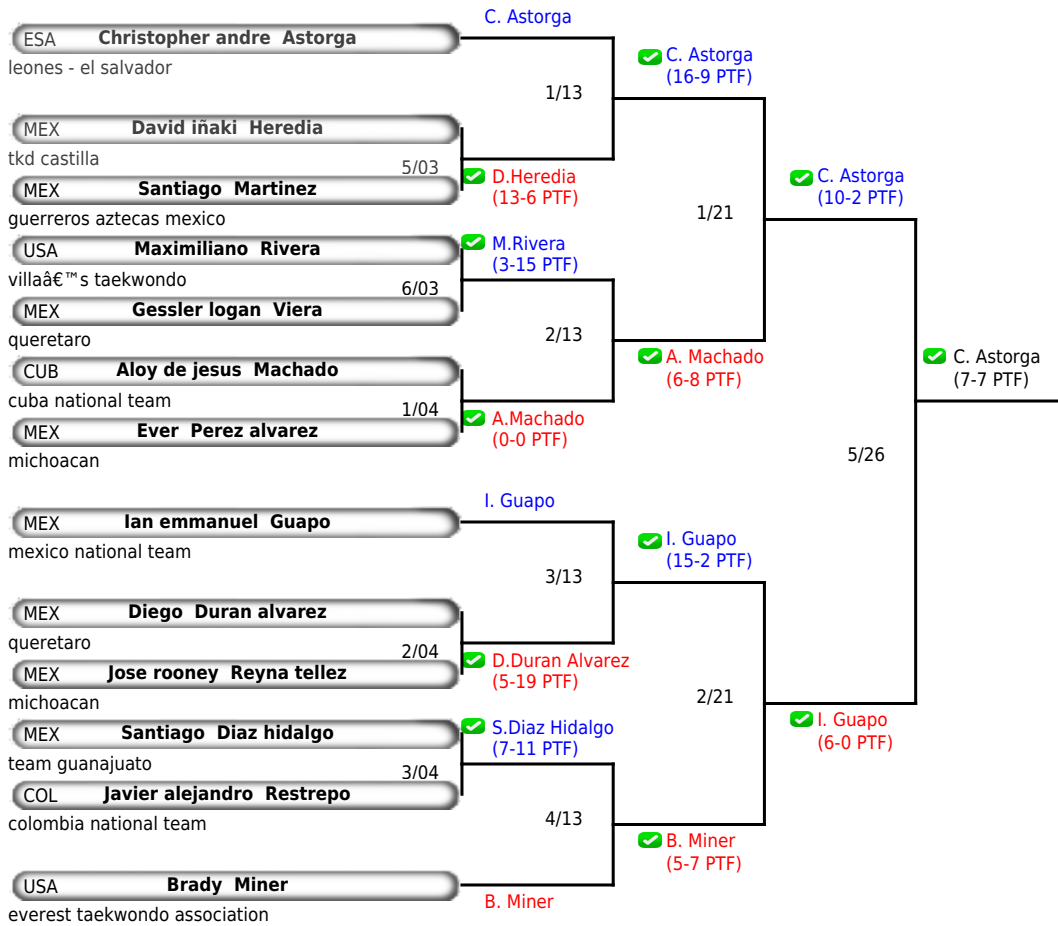 C. Astorga
ESA Christopher andre Astorga
leones - el salvador
C. Astorga
(16-9 PTF)
1/13
MEX David iñaki Heredia
tkd castilla
5/03
D.Heredia
(13-6 PTF)
MEX Santiago Martinez
guerreros aztecas mexico
C. Astorga
(10-2 PTF)
1/21
USA Maximiliano Rivera
villaâ€™s taekwondo
M.Rivera
(3-15 PTF)
6/03
MEX Gessler logan Viera
queretaro
2/13
A. Machado
(6-8 PTF)
CUB Aloy de jesus Machado
cuba national team
1/04
A.Machado
(0-0 PTF)
MEX Ever Perez alvarez
michoacan
C. Astorga
(7-7 PTF)
5/26
I. Guapo
MEX Ian emmanuel Guapo
mexico national team
I. Guapo
(15-2 PTF)
3/13
MEX Diego Duran alvarez
queretaro
2/04
D.Duran Alvarez
(5-19 PTF)
MEX Jose rooney Reyna tellez
michoacan
2/21
I. Guapo
(6-0 PTF)
MEX Santiago Diaz hidalgo
team guanajuato
S.Diaz Hidalgo
(7-11 PTF)
3/04
COL Javier alejandro Restrepo
colombia national team
4/13
B. Miner
(5-7 PTF)
USA Brady Miner
everest taekwondo association
B. Miner